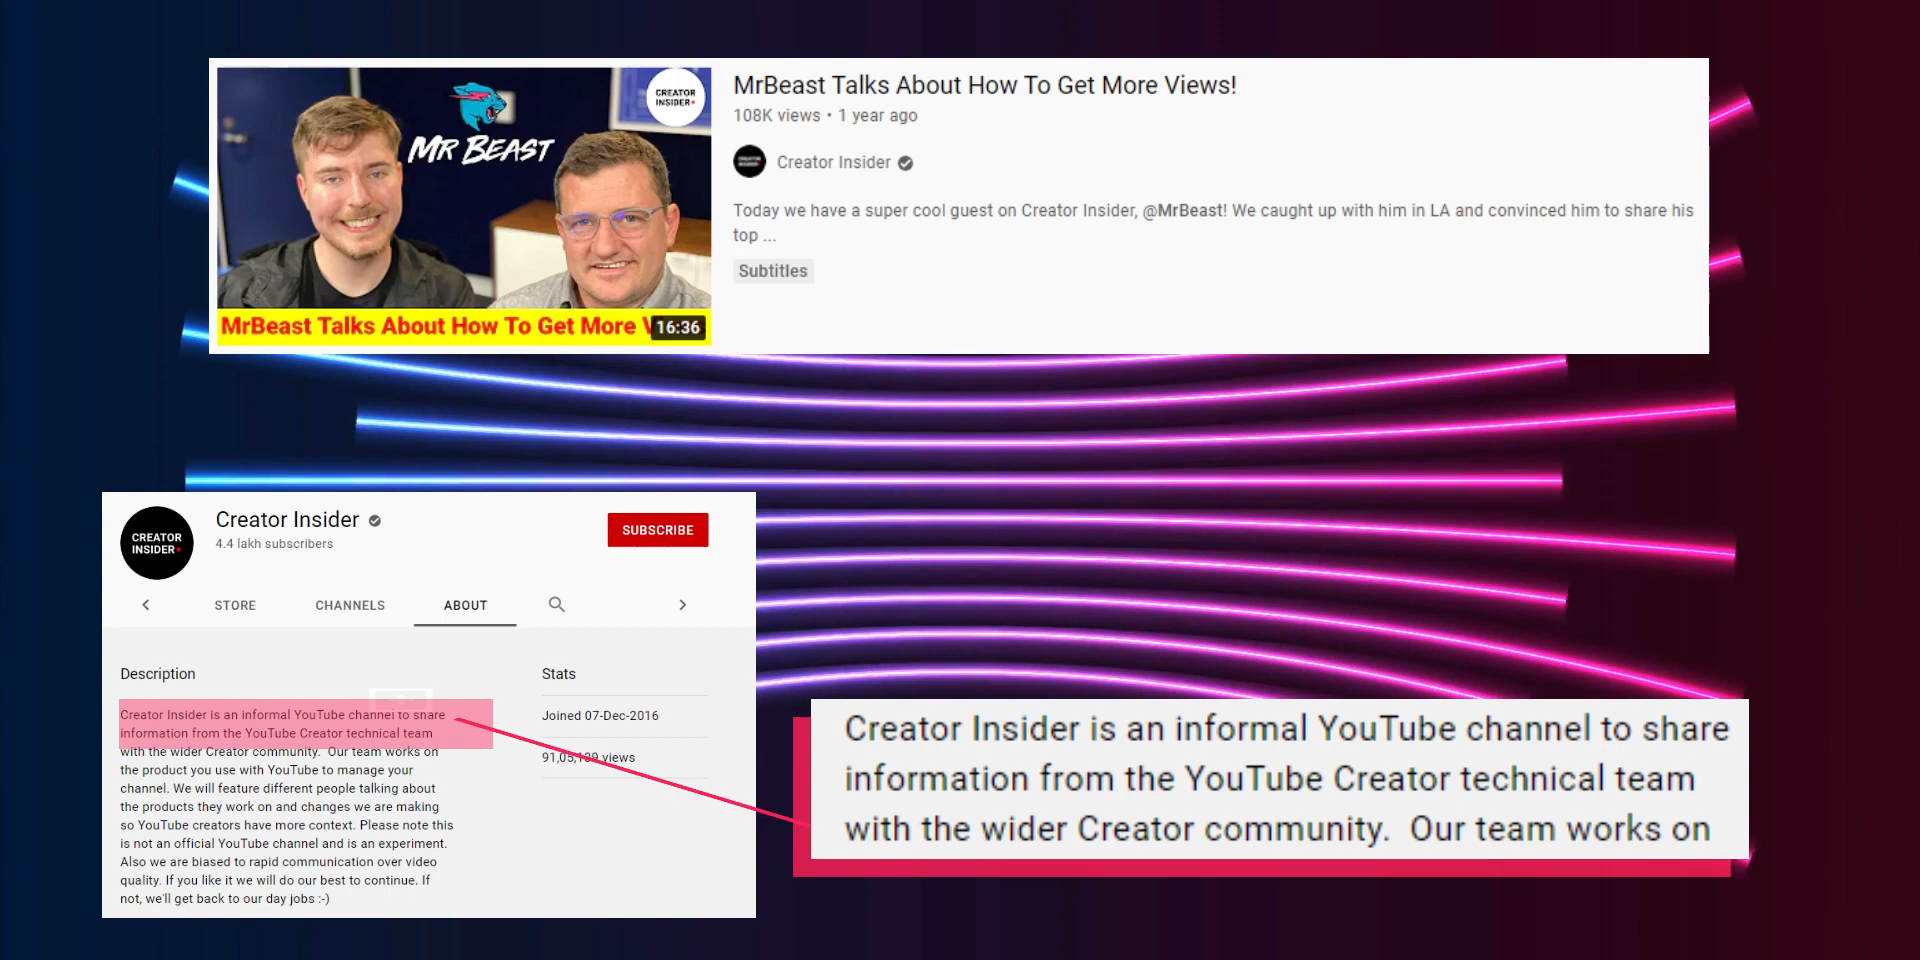 CREATOR
INSIDER
MR BEAST
MrBeast Talks About How To Get More
16:36
MrBeast Talks About How To Get More Views!
108K views • 1 year ago
Creator Insider
Today we have a super cool guest on Creator Insider, @MrBeast! We caught up with him in LA and convinced him to share his
top ...
Subtitles
CREATOR
INSIDER
Creator Insider
4.4 lakh subscribers
SUBSCRIBE
STORE CHANNELS ABOUT
Description
Creator Insider is an informal YouTube channel to share
information from the YouTube Creator technical team
with the wider Creator community.  Our team works on
the product you use with YouTube to manage your
channel. We will feature different people talking about
the products they work on and changes we are making
so YouTube creators have more context. Please note this
is not an official YouTube channel and is an experiment.
Also we are biased to rapid communication over video
quality. If you like it we will do our best to continue. If
not, we'll get back to our day jobs :-)
Stats
Joined 07-Dec-2016
views
Creator Insider is an informal YouTube channel to share
information from the YouTube Creator technical team
with the wider Creator community.  Our team works on